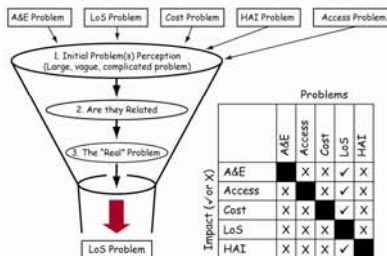 A&E Problem LoS Problem Cost Problem HAI Problem Access Problem
1. Initial Problem(s) Perception
(Large, vague, complicated problem)
2. Are they Related
3. The "Real" Problem
LoS Problem
Problems
A&E Access Cost LoS HAI
Impact (✓ or X)
A&E X X ✓ X
Access X X ✓ X
Cost X X ✓ X
LoS X X X X
HAI X X X ✓